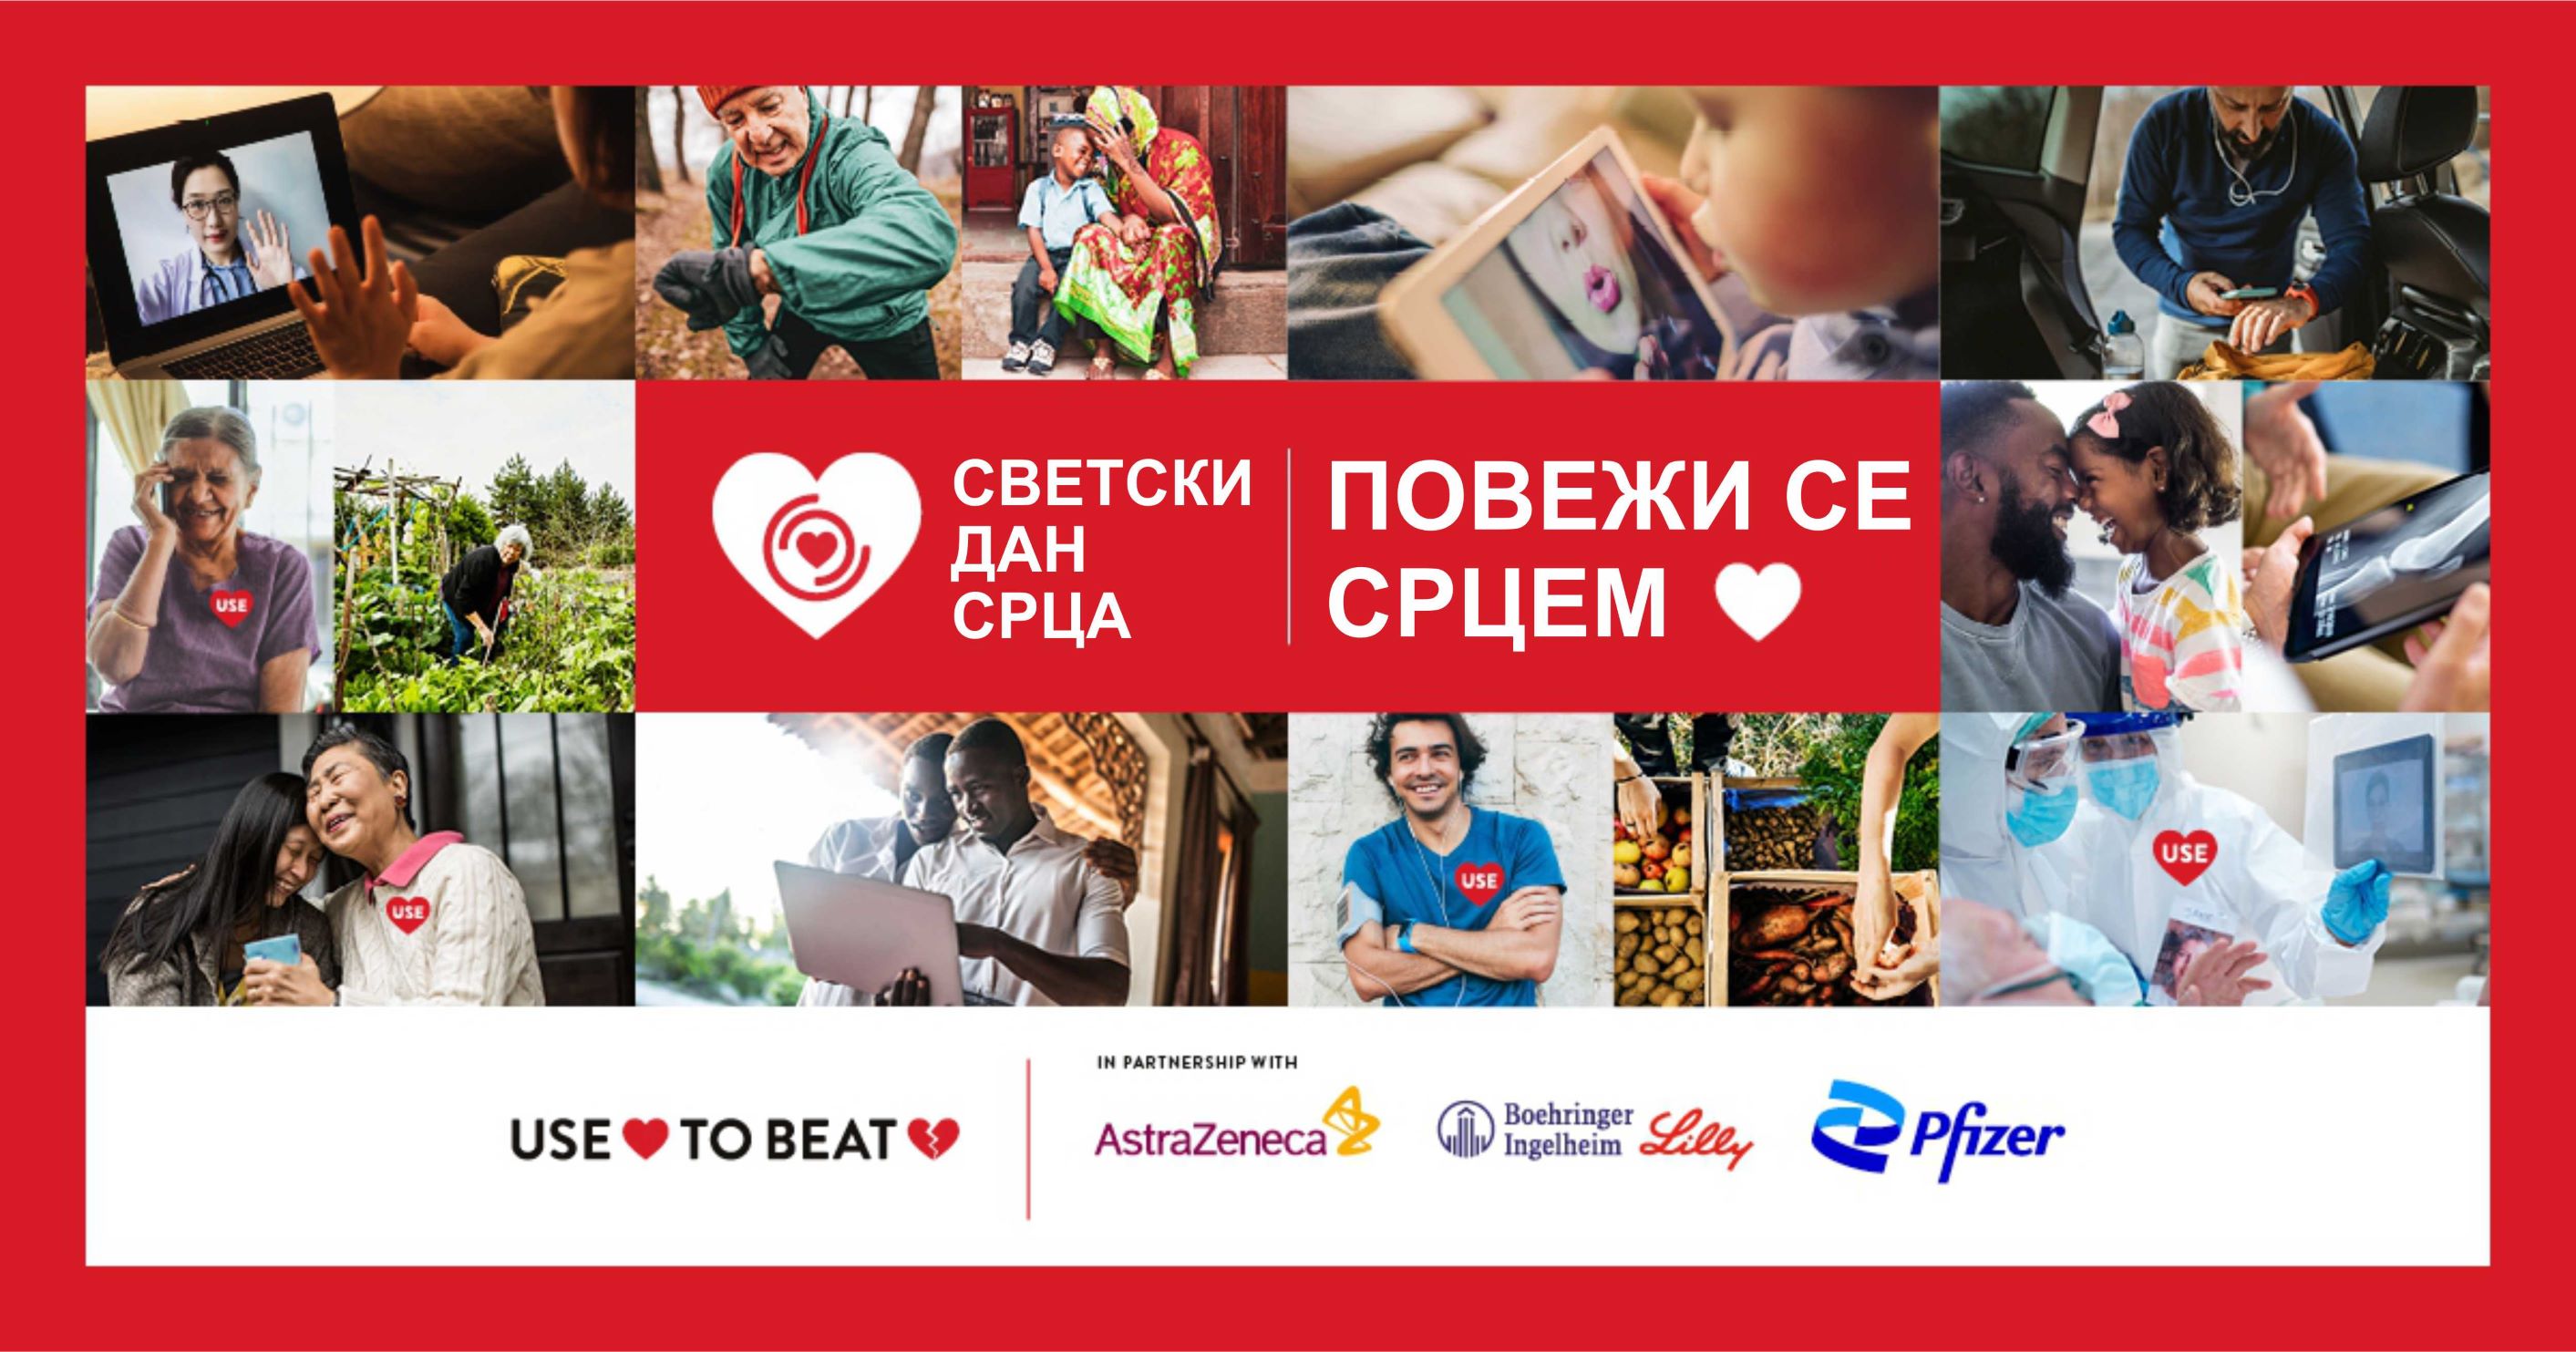 СВЕТСКИ
ДАН
СРЦА
ПОВЕЖИ СЕ
СРЦЕМ
USE
USE
USE
USE
IN PARTNERSHIP WITH
USE TO BEAT
AstraZeneca
Boehringer
Ingelheim
Lilly
Pfizer